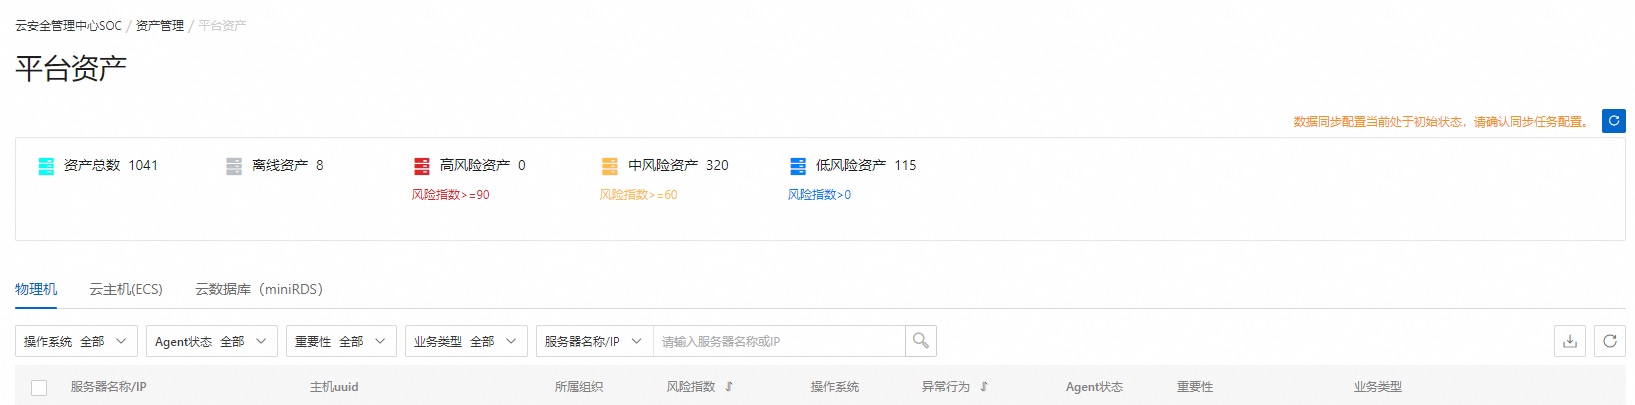 云安全管理中心SOC / 资产管理 / 平台资产
平台资产
数据同步配置当前处于初始状态，请确认同步任务配置。
资产总数 1041 离线资产 8 高风险资产 0 中风险资产 320 低风险资产 115
风险指数>=90 风险指数>=60 风险指数>0
物理机 云主机(ECS) 云数据库（miniRDS）
操作系统 全部 Agent状态 全部 重要性 全部 业务类型 全部 服务器名称/IP 请输入服务器名称或IP
服务器名称/IP 主机uuid 所属组织 风险指数 操作系统 异常行为 Agent状态 重要性 业务类型